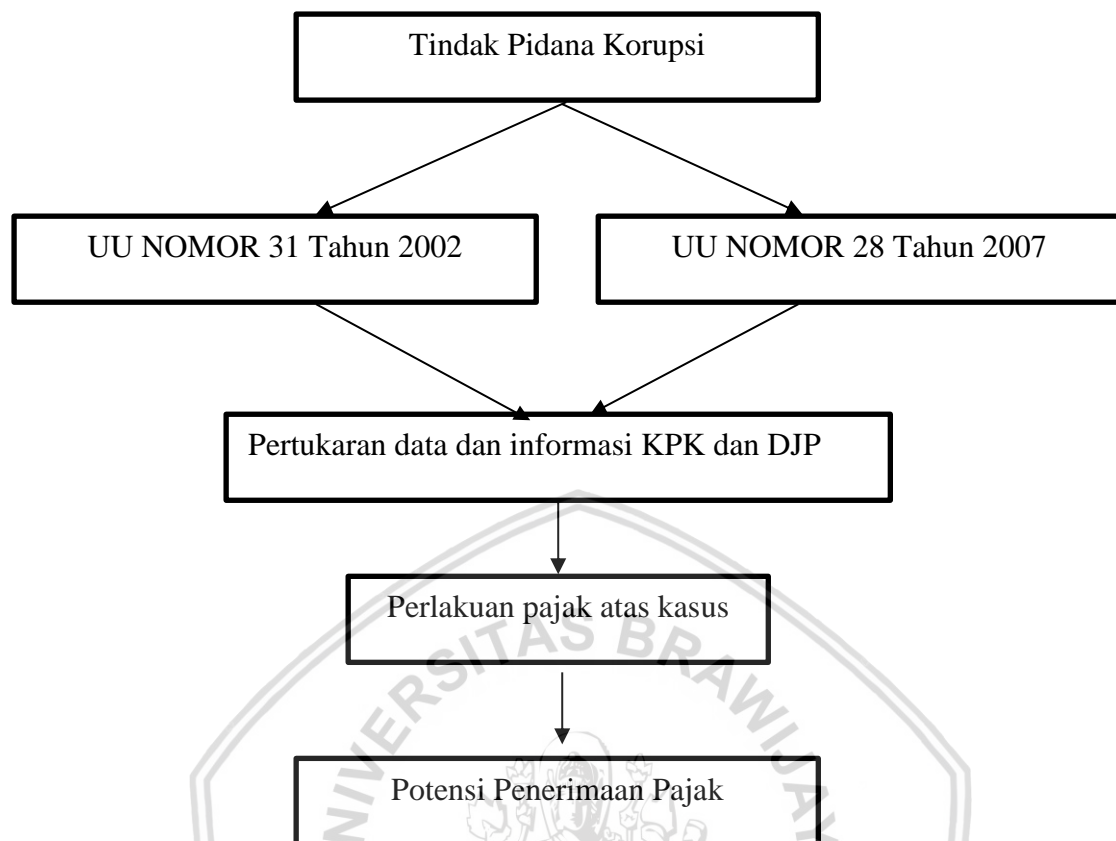 Tindak Pidana Korupsi
UU NOMOR 31 Tahun 2002
UU NOMOR 28 Tahun 2007
Pertukaran data dan informasi KPK dan DJP
Perlakuan pajak atas kasus
Potensi Penerimaan Pajak